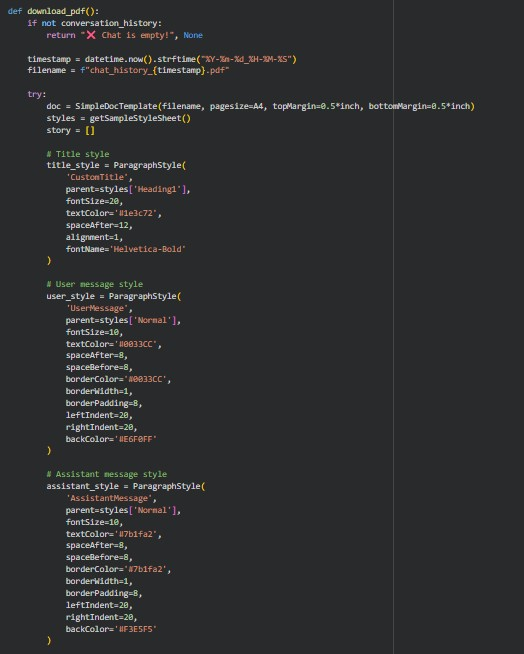 def download_pdf():
    if not conversation_history:
        return "❌ Chat is empty!", None
    timestamp = datetime.now().strftime("%Y-%m-%d_%H-%M-%S")
    filename = f"chat_history_{timestamp}.pdf"
    try:
        doc = SimpleDocTemplate(filename, pagesize=A4, topMargin=0.5*inch, bottomMargin=0.5*inch)
        styles = getSampleStyleSheet()
        story = []
        # Title style
        title_style = ParagraphStyle(
            'CustomTitle',
            parent=styles['Heading1'],
            fontSize=20,
            textColor='#1e3c72',
            spaceAfter=12,
            alignment=1,
            fontName='Helvetica-Bold'
        )
        # User message style
        user_style = ParagraphStyle(
            'UserMessage',
            parent=styles['Normal'],
            fontSize=10,
            textColor='#0033CC',
            spaceAfter=8,
            spaceBefore=8,
            borderColor='#0033CC',
            borderWidth=1,
            borderPadding=8,
            leftIndent=20,
            rightIndent=20,
            backColor='#E6F0FF'
        )
        # Assistant message style
        assistant_style = ParagraphStyle(
            'AssistantMessage',
            parent=styles['Normal'],
            fontSize=10,
            textColor='#7b1fa2',
            spaceAfter=8,
            spaceBefore=8,
            borderColor='#7b1fa2',
            borderWidth=1,
            borderPadding=8,
            leftIndent=20,
            rightIndent=20,
            backColor='#F3E5F5'
        )